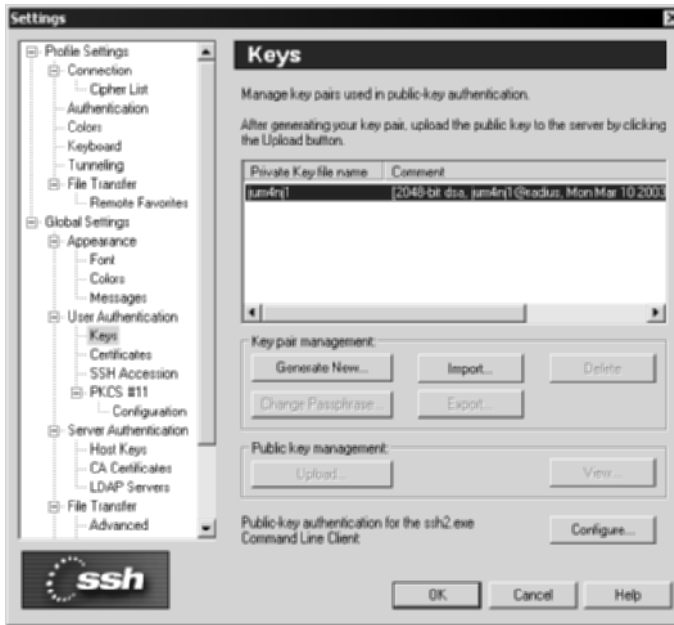 Settings
Profile Settings
Connection
Cipher List
Authentication
Colors
Keyboard
Tunneling
File Transfer
Remote Favorites
Global Settings
Appearance
Font
Colors
Messages
User Authentication
Keys
Certificates
SSH Accession
PKCS #11
Configuration
Server Authentication
Host Keys
CA Certificates
LDAP Servers
File Transfer
Advanced
ssh
Keys
Manage key pairs used in public-key authentication.
After generating your key pair, upload the public key to the server by clicking
the Upload button.
Private Key file name Comment
jum4nj1 [2048-bit dsa, jum4nj1@eadius, Mon Mar 10 2003
Key pair management:
Generate New... Import... Delete
Change Passphrase... Export...
Public key management:
Upload... View...
Public-key authentication for the ssh2.exe
Command Line Client
Configure...
OK Cancel Help